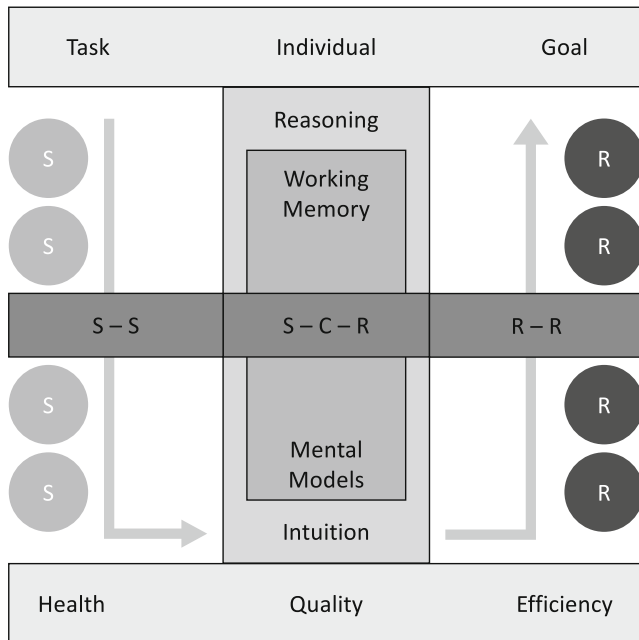 Task Individual Goal
Reasoning
S R
Working
Memory
S R
S – S S – C – R R – R
S R
Mental
S Models R
Intuition
Health Quality Efficiency